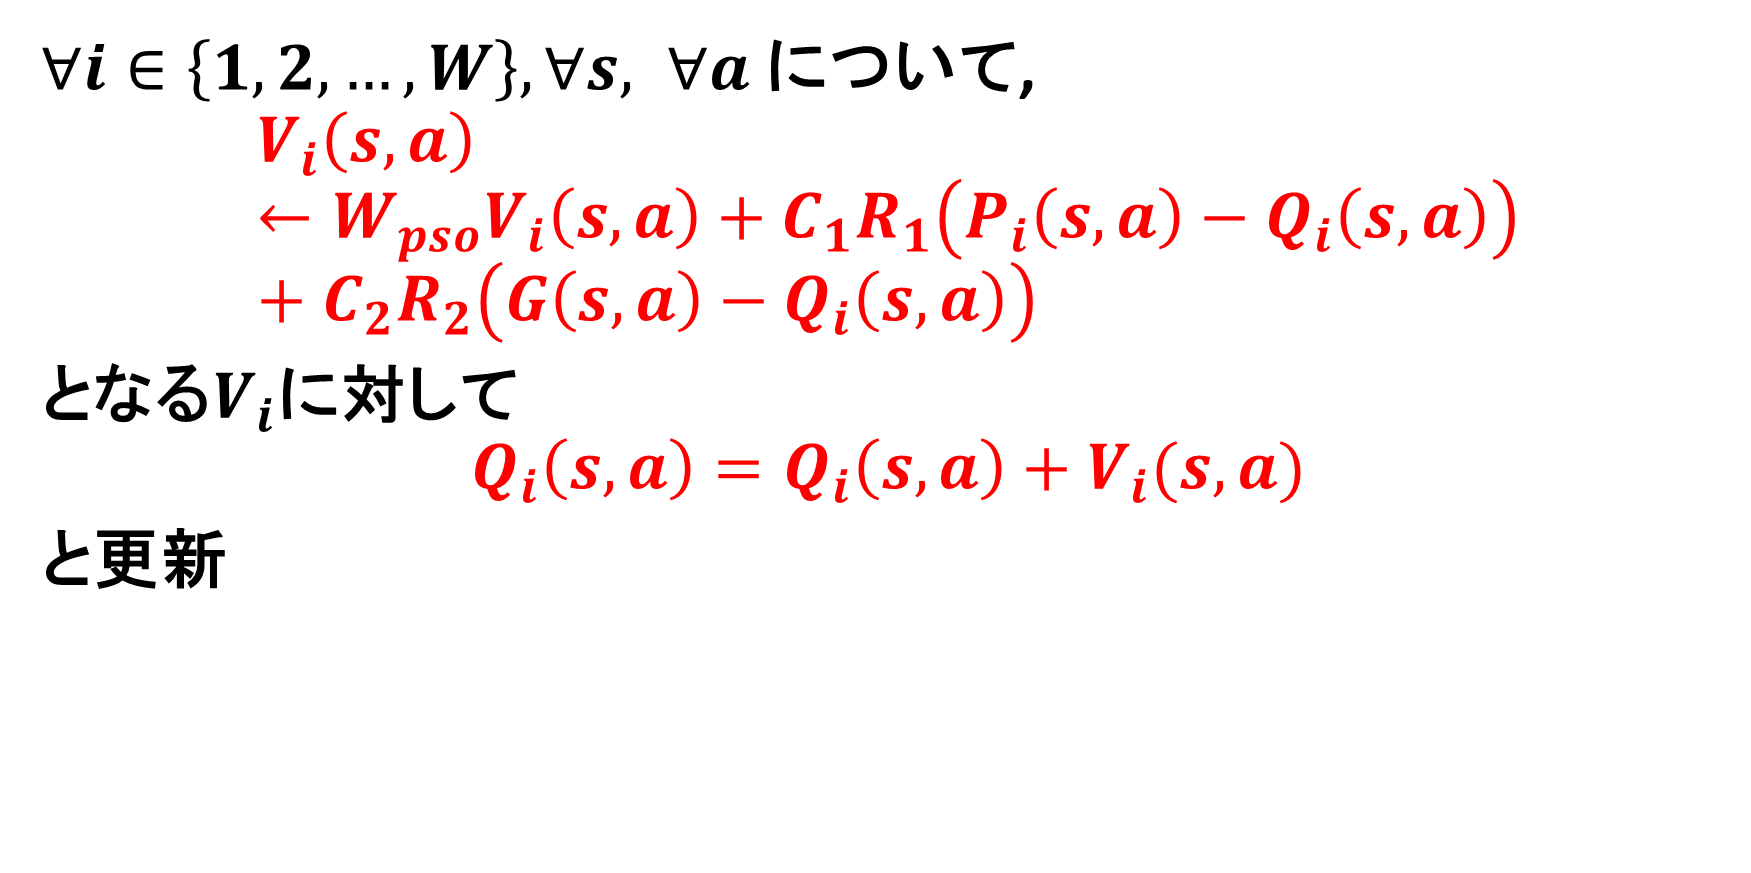 ∀i ∈ {1, 2, … , W}, ∀s, ∀a について,
V_i(s, a)
← W_pso V_i(s, a) + C_1 R_1(P_i(s, a) − Q_i(s, a))
+ C_2 R_2(G(s, a) − Q_i(s, a))
となるV_iに対して
Q_i(s, a) = Q_i(s, a) + V_i(s, a)
と更新